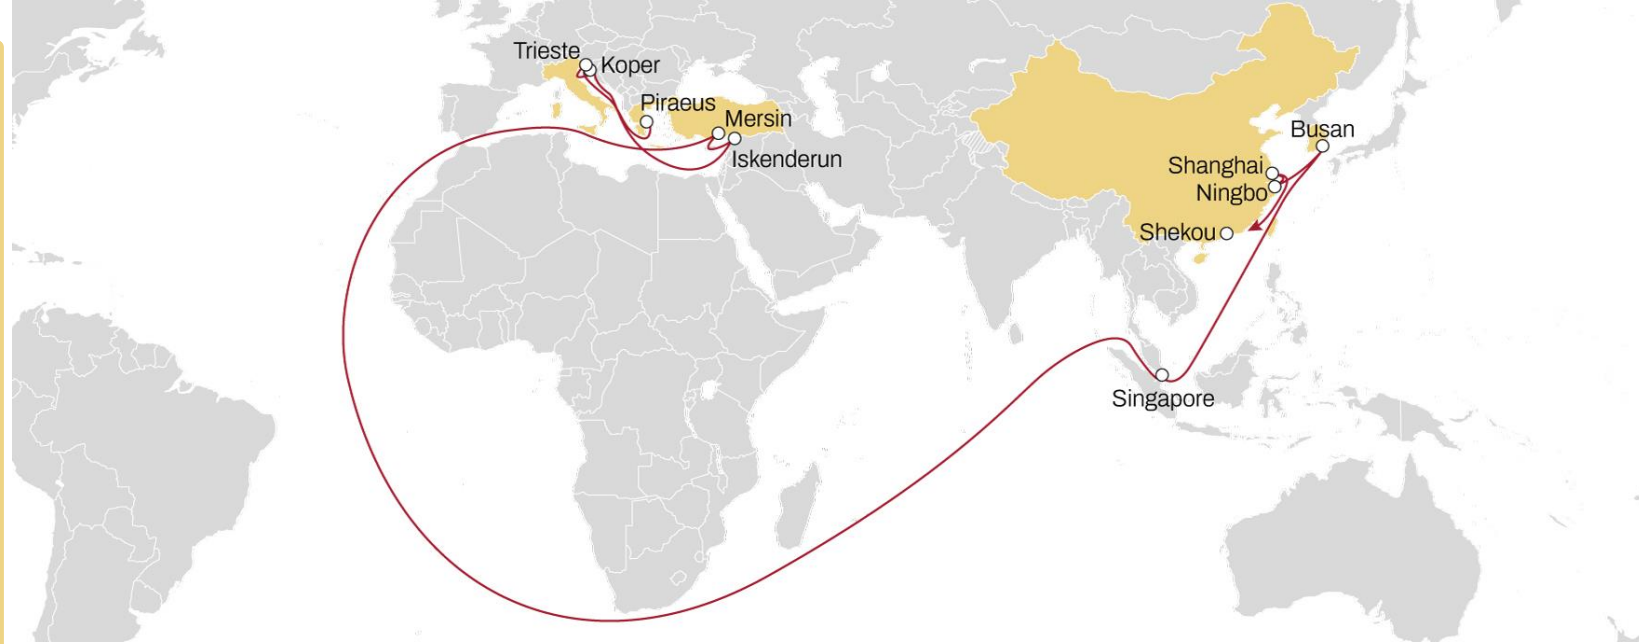 Trieste
Koper
Piraeus
Mersin
Iskenderun
Busan
Shanghai
Ningbo
Shekou
Singapore